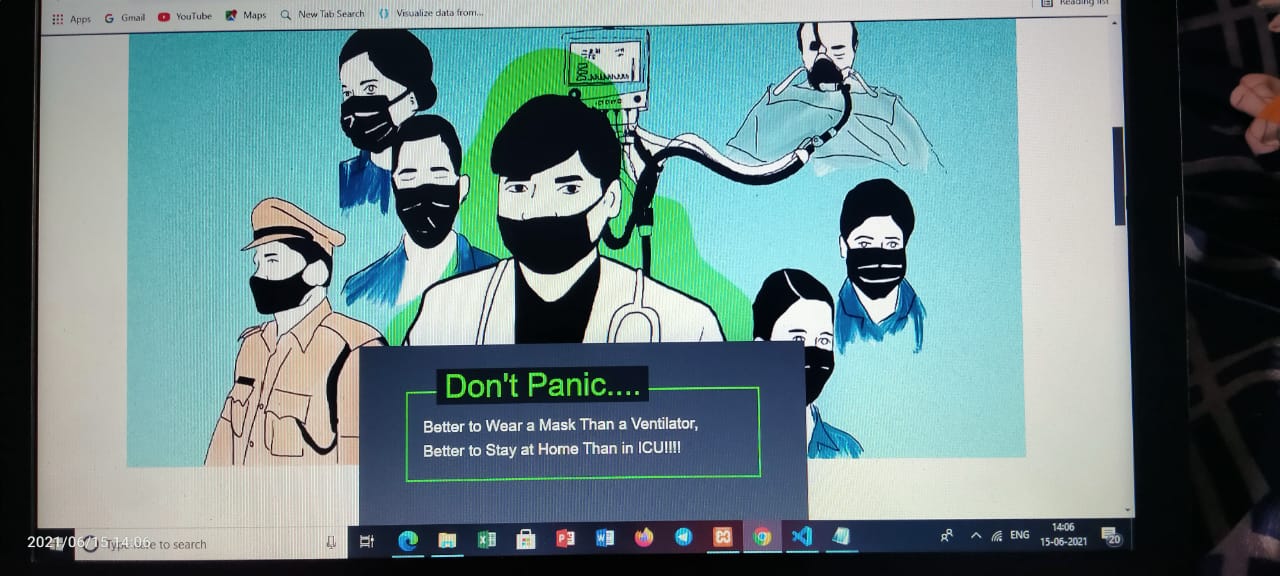 Apps Gmail YouTube Maps New Tab Search Visualize data from...
Reading list
Don't Panic....
Better to Wear a Mask Than a Ventilator,
Better to Stay at Home Than in ICU!!!!
2021/06/15 14:06
to search
ENG
14:06
15-06-2021
20